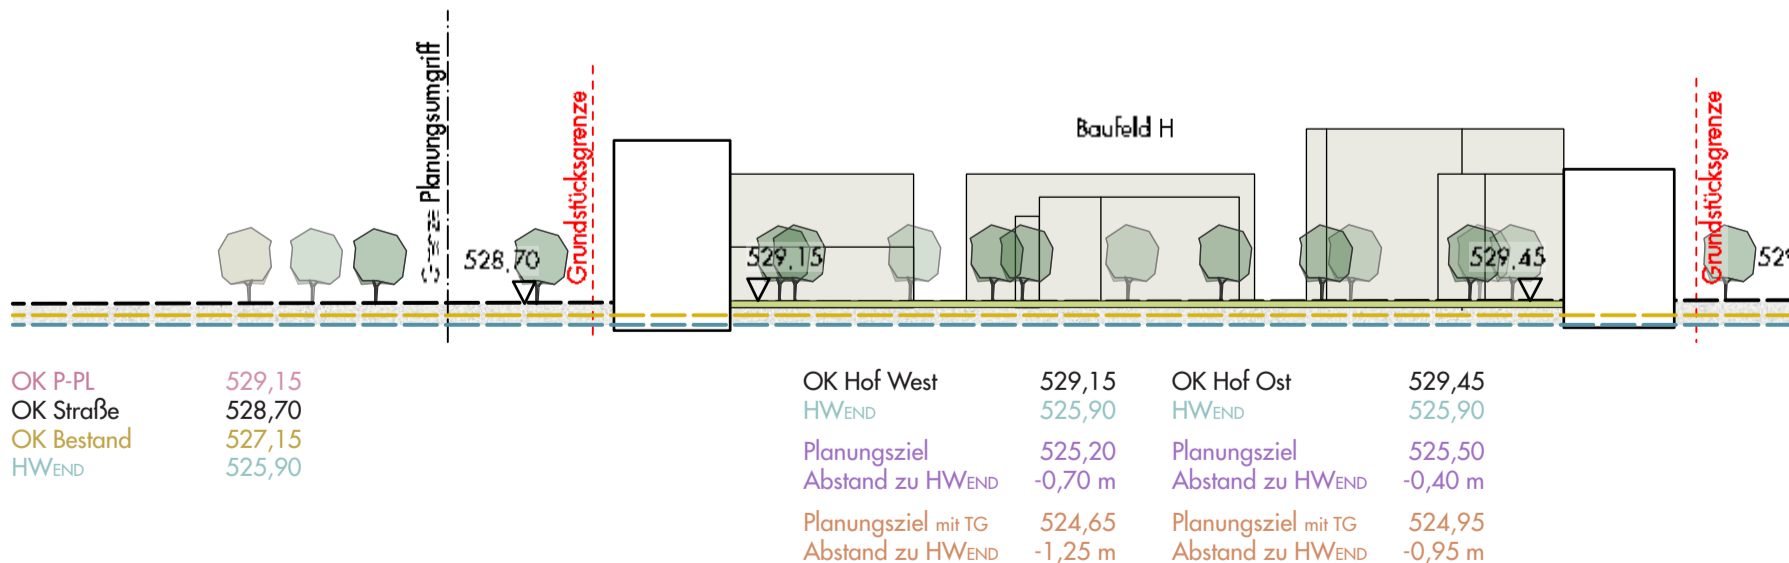 Grenze Planungsumgriff
Grundstücksgrenze
Baufeld H
Grundstücksgrenze
528,70
529,15
529,45
OK P-PL 529,15
OK Straße 528,70
OK Bestand 527,15
HWEND 525,90
OK Hof West 529,15
HWEND 525,90
Planungsziel 525,20
Abstand zu HWEND -0,70 m
Planungsziel mit TG 524,65
Abstand zu HWEND -1,25 m
OK Hof Ost 529,45
HWEND 525,90
Planungsziel 525,50
Abstand zu HWEND -0,40 m
Planungsziel mit TG 524,95
Abstand zu HWEND -0,95 m